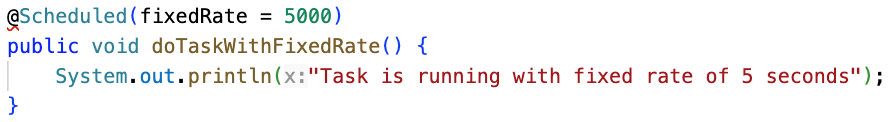 @Scheduled(fixedRate = 5000)
public void doTaskWithFixedRate() {
    System.out.println(x:"Task is running with fixed rate of 5 seconds");
}